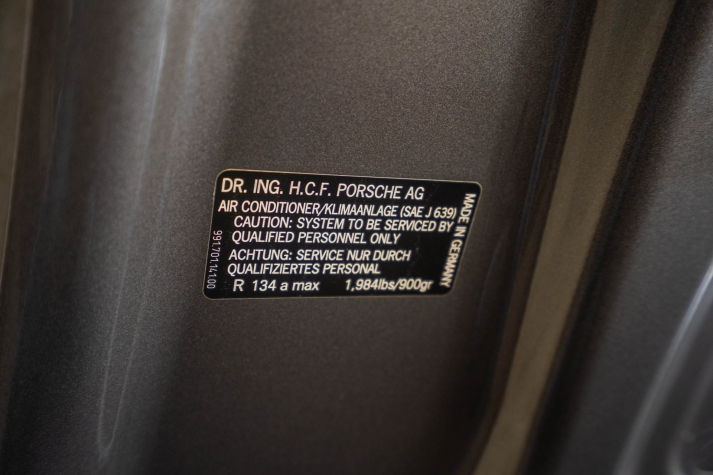 DR. ING. H.C.F. PORSCHE AG
AIR CONDITIONER/KLIMAANLAGE (SAE J 639)
CAUTION: SYSTEM TO BE SERVICED BY
QUALIFIED PERSONNEL ONLY
ACHTUNG: SERVICE NUR DURCH
QUALIFIZIERTES PERSONAL
R 134 a max 1,984lbs/900gr
MADE IN GERMANY
991.701.141.00